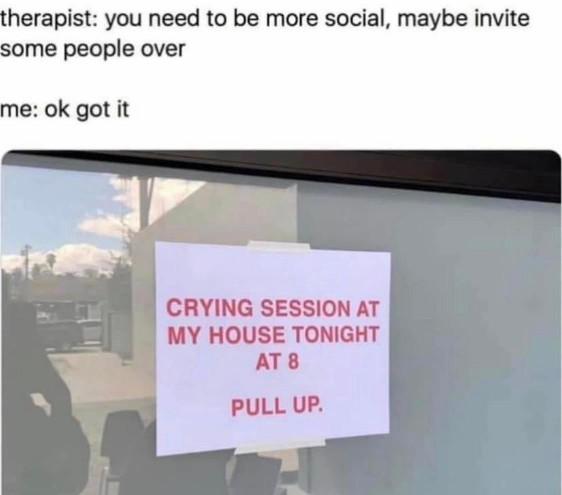 therapist: you need to be more social, maybe invite
some people over
me: ok got it
CRYING SESSION AT
MY HOUSE TONIGHT
AT 8
PULL UP.